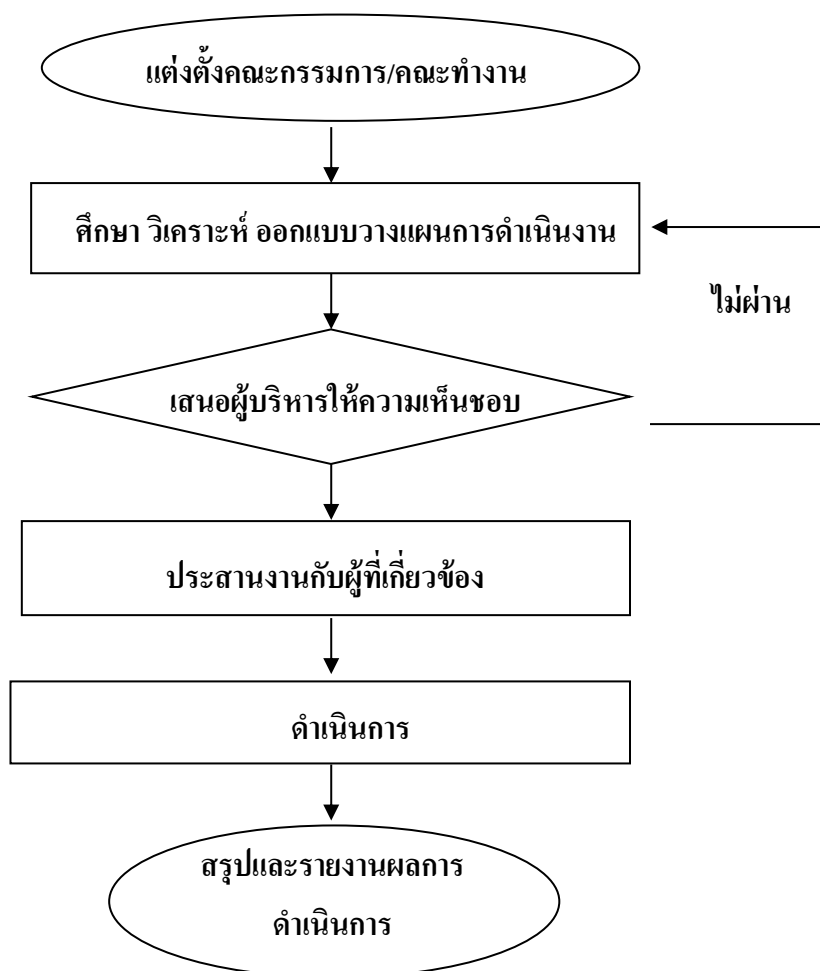 แต่งตั้งคณะกรรมการ/คณะทำงาน
ศึกษา วิเคราะห์ ออกแบบวางแผนการดำเนินงาน
ไม่ผ่าน
เสนอผู้บริหารให้ความเห็นชอบ
ประสานงานกับผู้ที่เกี่ยวข้อง
ดำเนินการ
สรุปและรายงานผลการ
ดำเนินการ